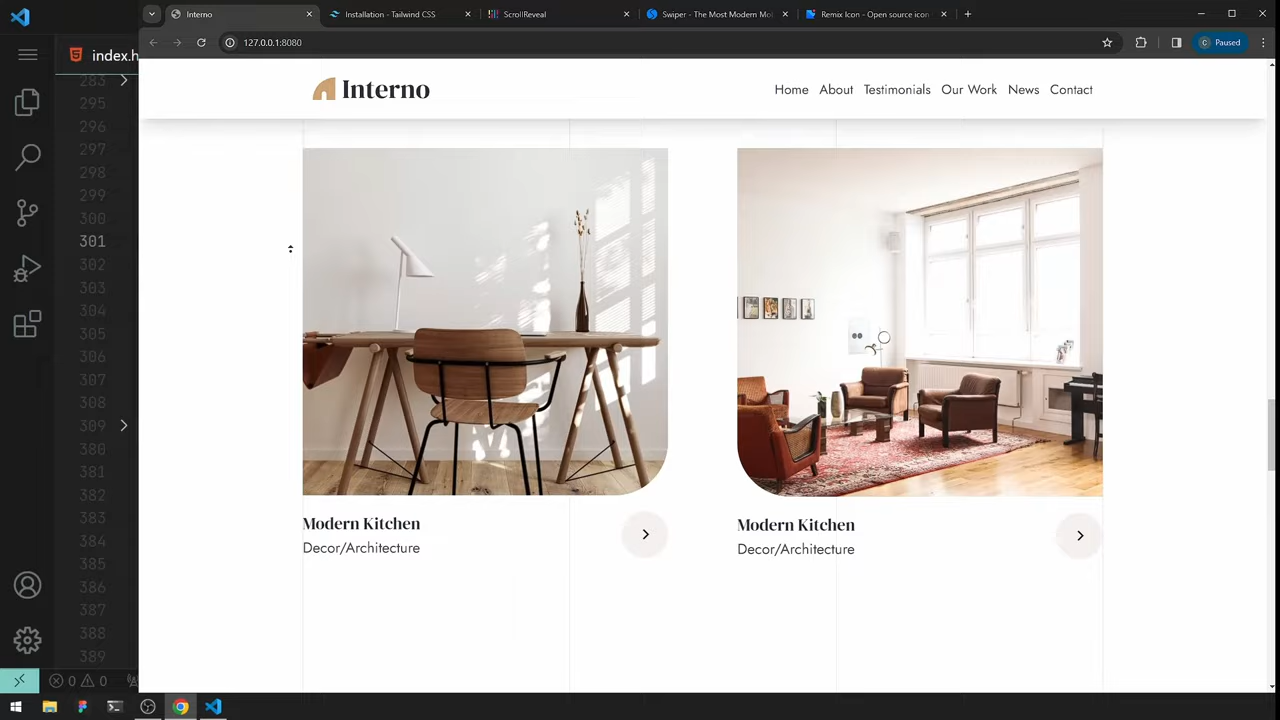 Interno
Installation - Tailwind CSS
ScrollReveal
Swiper - The Most Modern Mo
Remix Icon - Open source icon
index.h
127.0.0.1:8080
Paused
Interno
Home About Testimonials Our Work News Contact
283
295
296
297
298
299
300
301
302
303
304
305
306
307
308
309
380
381
382
383
384
385
386
387
388
389
Modern Kitchen
Decor/Architecture
Modern Kitchen
Decor/Architecture
0 0